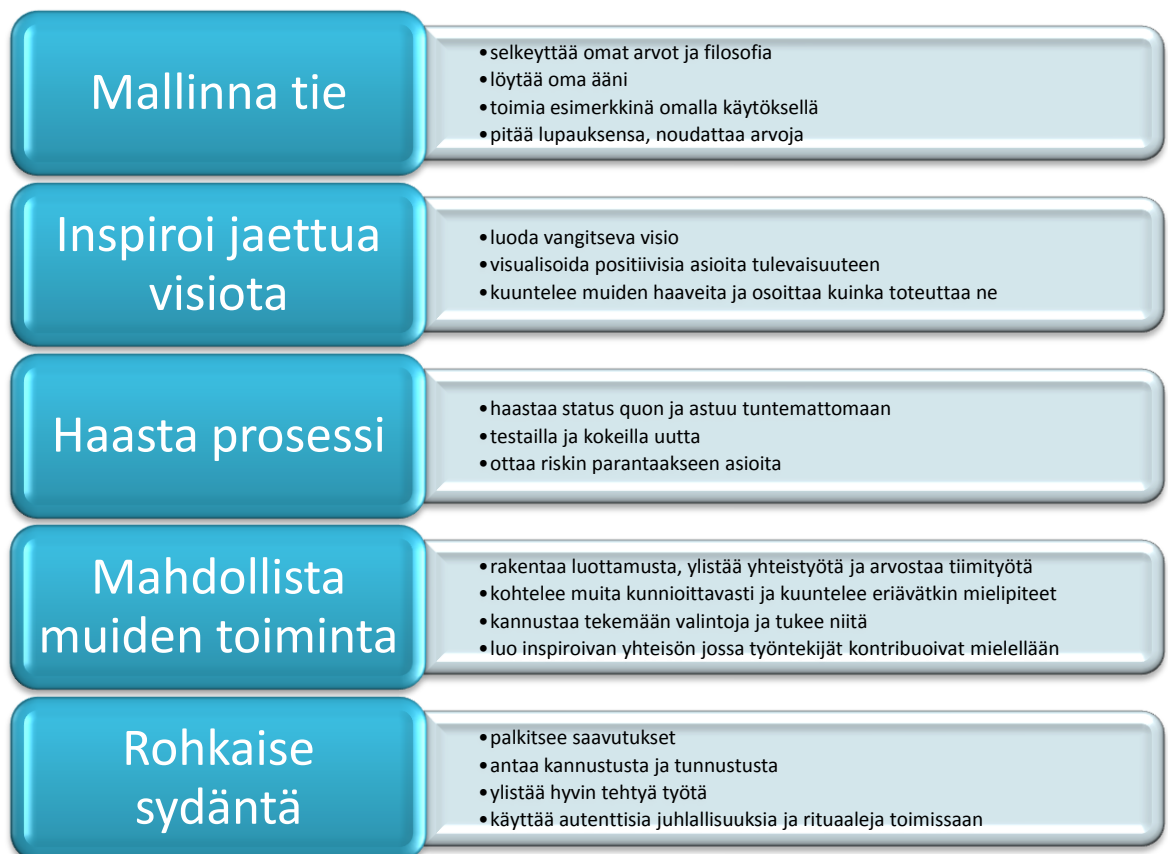 Mallinna tie
•selkeyttää omat arvot ja filosofia
•löytää oma ääni
•toimia esimerkkinä omalla käytöksellä
•pitää lupauksensa, noudattaa arvoja
Inspiroi jaettua
visiota
•luoda vangitseva visio
•visualisoida positiivisia asioita tulevaisuuteen
•kuuntelee muiden haaveita ja osoittaa kuinka toteuttaa ne
Haasta prosessi
•haastaa status quon ja astuu tuntemattomaan
•testailla ja kokeilla uutta
•ottaa riskin parantaakseen asioita
Mahdollista
muiden toiminta
•rakentaa luottamusta, ylistää yhteistyötä ja arvostaa tiimityötä
•kohtelee muita kunnioittavasti ja kuuntelee eriävätkin mielipiteet
•kannustaa tekemään valintoja ja tukee niitä
•luo inspiroivan yhteisön jossa työntekijät kontribuoivat mielellään
Rohkaise
sydäntä
•palkitsee saavutukset
•antaa kannustusta ja tunnustusta
•ylistää hyvin tehtyä työtä
•käyttää autenttisia juhlallisuuksia ja rituaaleja toimissaan